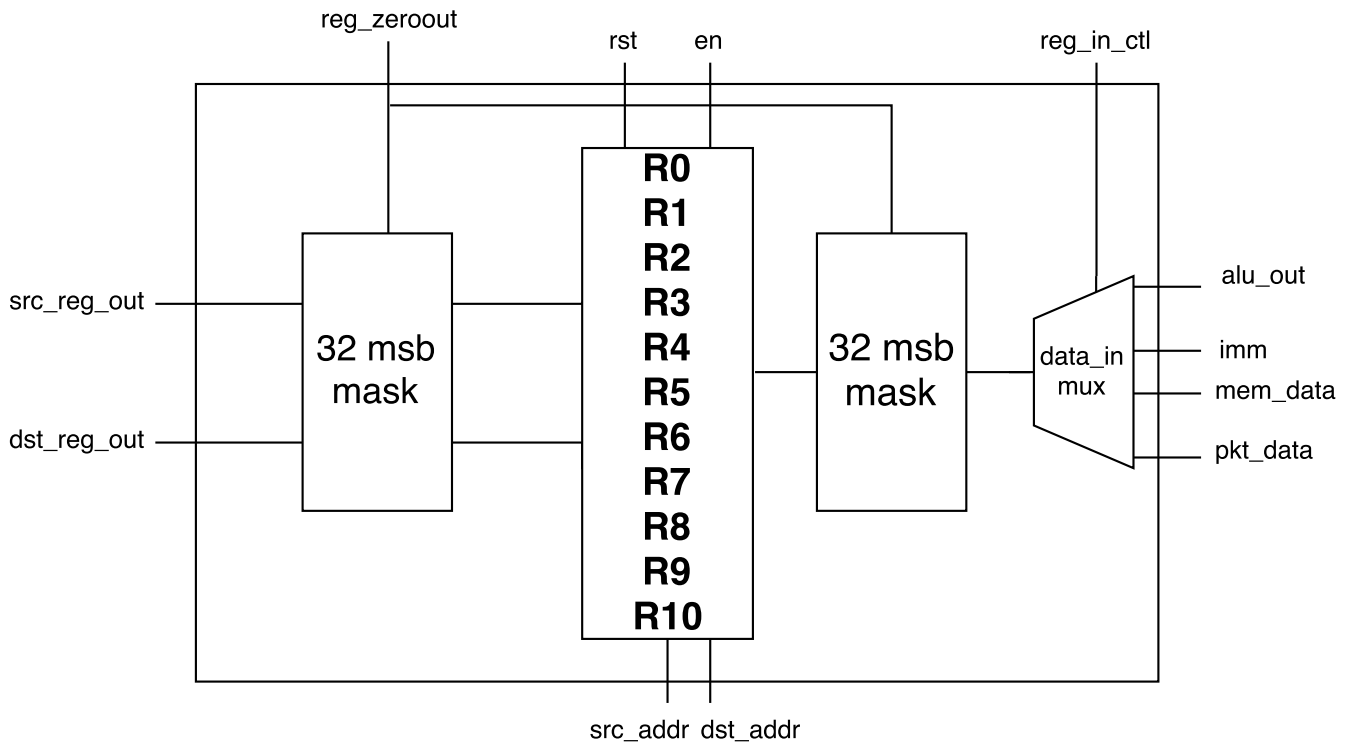 reg_zeroout
rst
en
reg_in_ctl
R0
R1
R2
R3
R4
R5
R6
R7
R8
R9
R10
src_reg_out
dst_reg_out
32 msb
mask
32 msb
mask
data_in
mux
alu_out
imm
mem_data
pkt_data
src_addr
dst_addr